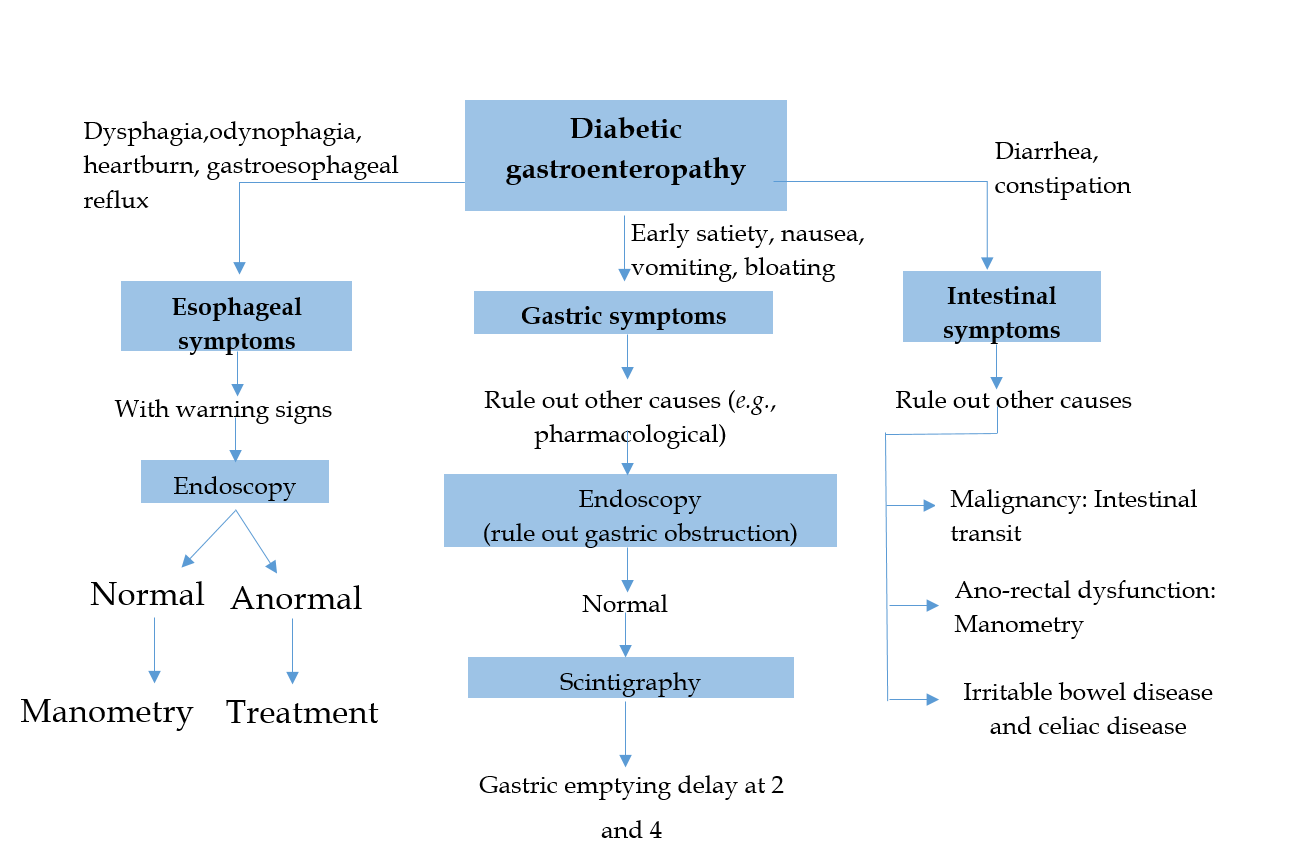 Diabetic
gastroenteropathy
Dysphagia,odynophagia,
heartburn, gastroesophageal
reflux
Esophageal
symptoms
With warning signs
Endoscopy
Normal
Anormal
Manometry
Treatment
Early satiety, nausea,
vomiting, bloating
Gastric symptoms
Rule out other causes (e.g.,
pharmacological)
Endoscopy
(rule out gastric obstruction)
Normal
Scintigraphy
Gastric emptying delay at 2
and 4
Diarrhea,
constipation
Intestinal
symptoms
Rule out other causes
Malignancy: Intestinal
transit
Ano-rectal dysfunction:
Manometry
Irritable bowel disease
and celiac disease